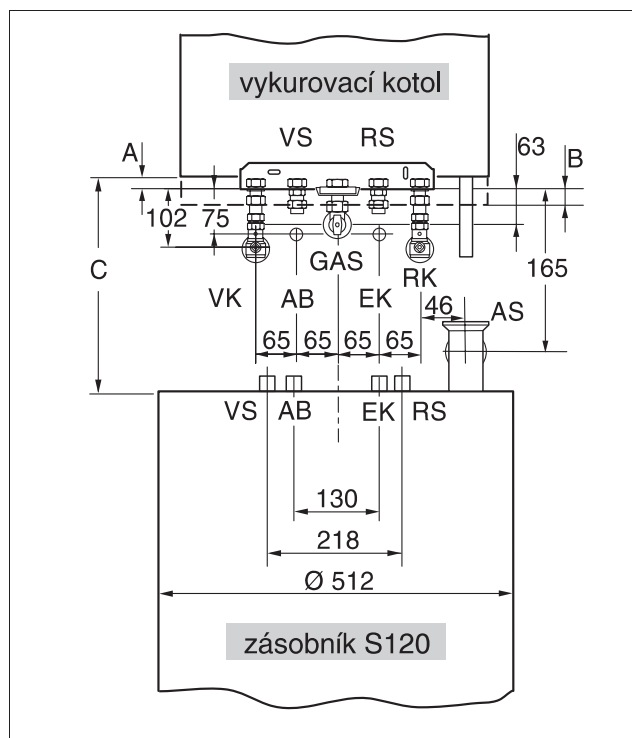 vykurovací kotol
VS RS
A 63 B
102 75
C GAS RK 165
VK AB EK 46 AS
65 65 65 65
VS AB EK RS
130
218
Ø 512
zásobník S120